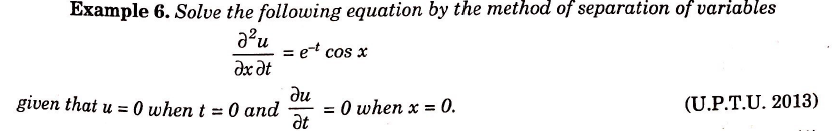 Example 6. Solve the following equation by the method of separation of variables
∂²u/∂x ∂t = e⁻ᵗ cos x
given that u = 0 when t = 0 and ∂u/∂t = 0 when x = 0. (U.P.T.U. 2013)